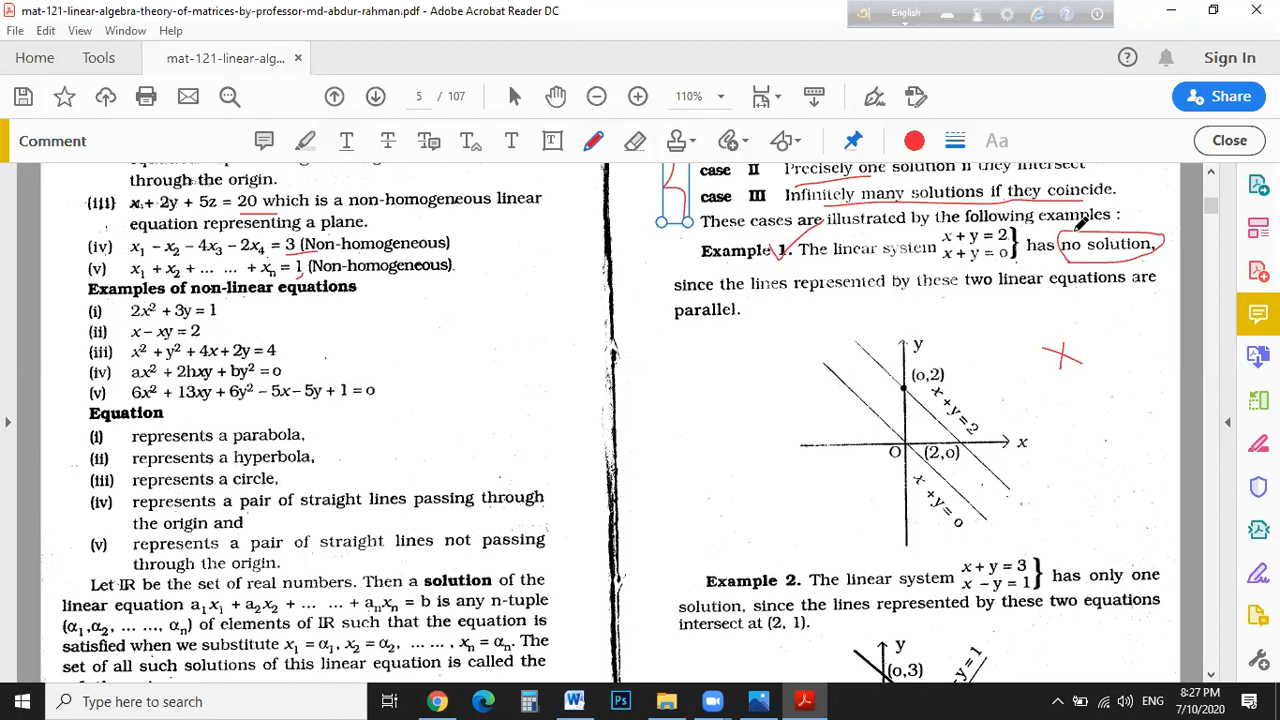 mat-121-linear-algebra-theory-of-matrices-by-professor-md-abdur-rahman.pdf - Adobe Acrobat Reader DC
English
File Edit View Window Help
Home Tools mat-121-linear-alg... Sign In
5 / 107 110% Share
Comment Close
through the origin.
(iii) x + 2y + 5z = 20 which is a non-homogeneous linear
equation representing a plane.
(iv) x₁ − x₂ − 4x₃ − 2x₄ = 3 (Non-homogeneous)
(v) x₁ + x₂ + ... ... + xₙ = 1 (Non-homogeneous).
Examples of non-linear equations
(i) 2x² + 3y = 1
(ii) x − xy = 2
(iii) x² + y² + 4x + 2y = 4
(iv) ax² + 2hxy + by² = o
(v) 6x² + 13xy + 6y² − 5x − 5y + 1 = o
Equation
(i) represents a parabola,
(ii) represents a hyperbola,
(iii) represents a circle,
(iv) represents a pair of straight lines passing through
the origin and
(v) represents a pair of straight lines not passing
through the origin.
Let IR be the set of real numbers. Then a solution of the
linear equation a₁x₁ + a₂x₂ + ... ... + aₙxₙ = b is any n-tuple
(α₁,α₂, ... ..., αₙ) of elements of IR such that the equation is
satisfied when we substitute x₁ = α₁, x₂ = α₂, ... ..., xₙ = αₙ. The
set of all such solutions of this linear equation is called the
case II Precisely one solution if they intersect
case III Infinitely many solutions if they coincide.
These cases are illustrated by the following examples :
Example 1. The linear system x + y = 2
x + y = o } has no solution,
since the lines represented by these two linear equations are
parallel.
y
(o,2)
x + y = 2
x
O (2,o)
x + y = o
Example 2. The linear system x + y = 3
x − y = 1 } has only one
solution, since the lines represented by these two equations
intersect at (2, 1).
y
(o,3)
− y = 1
Type here to search
ENG
8:27 PM
7/10/2020